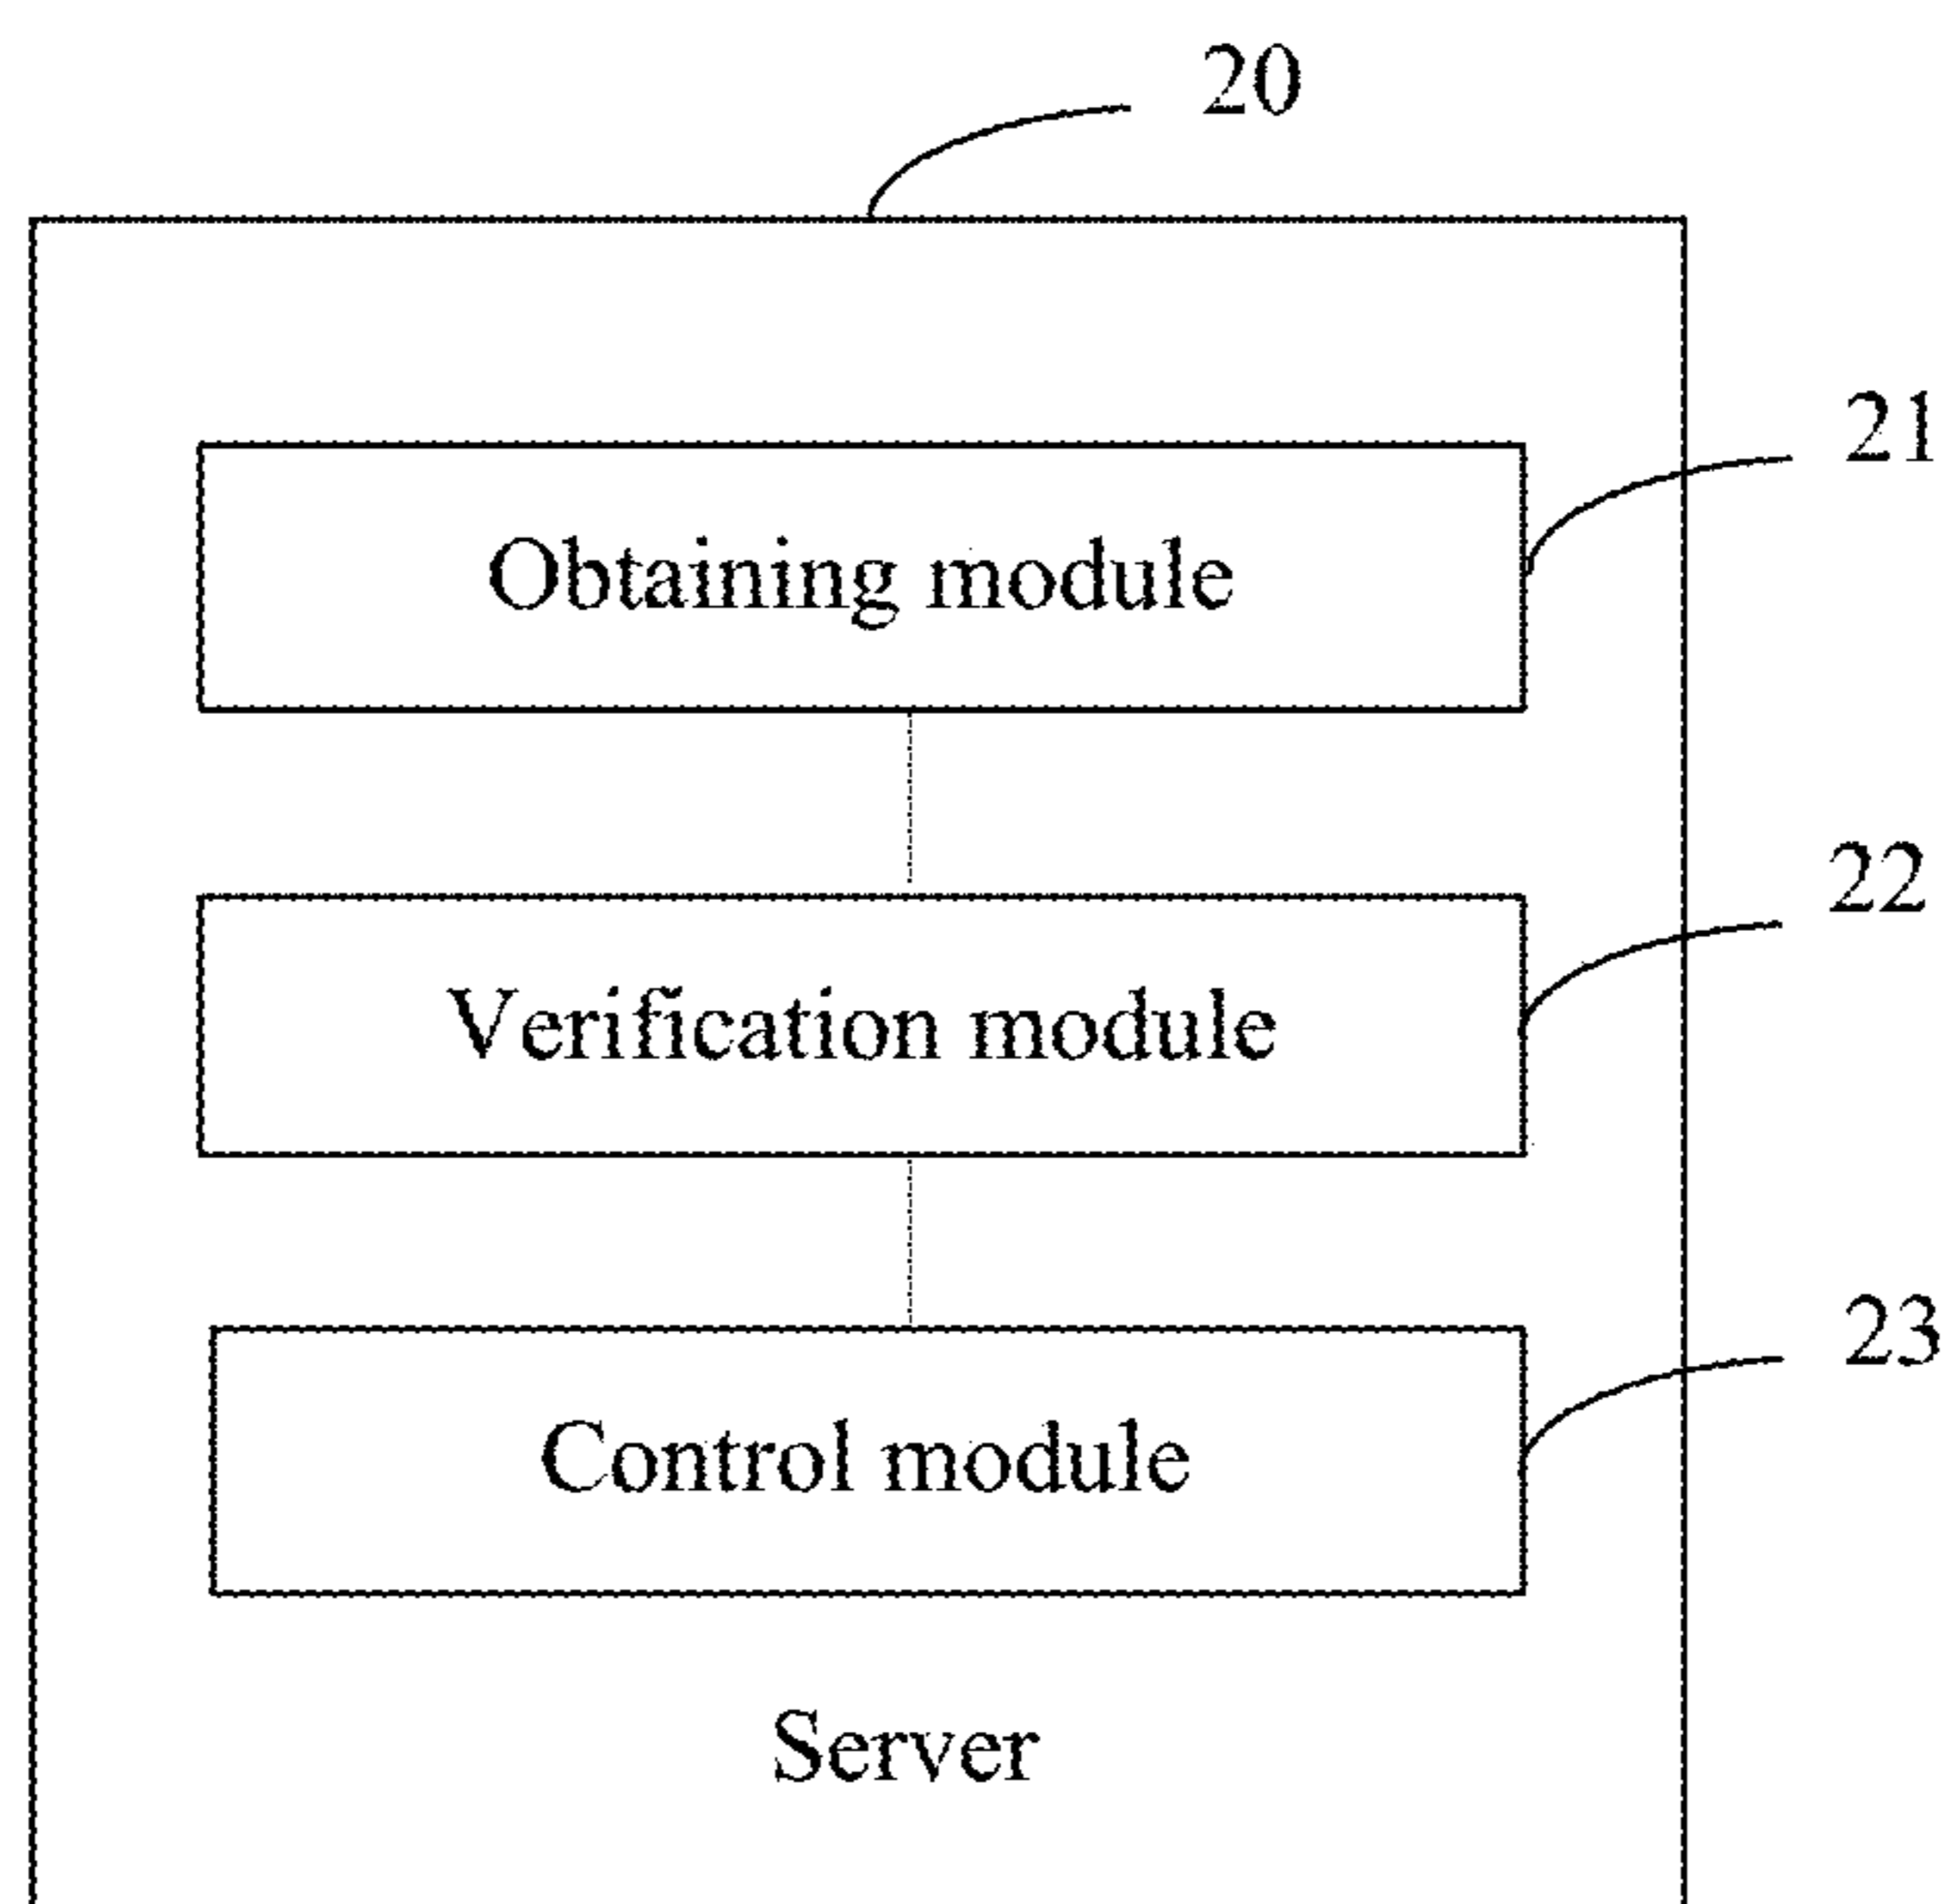 20
21
Obtaining module
22
Verification module
23
Control module
Server